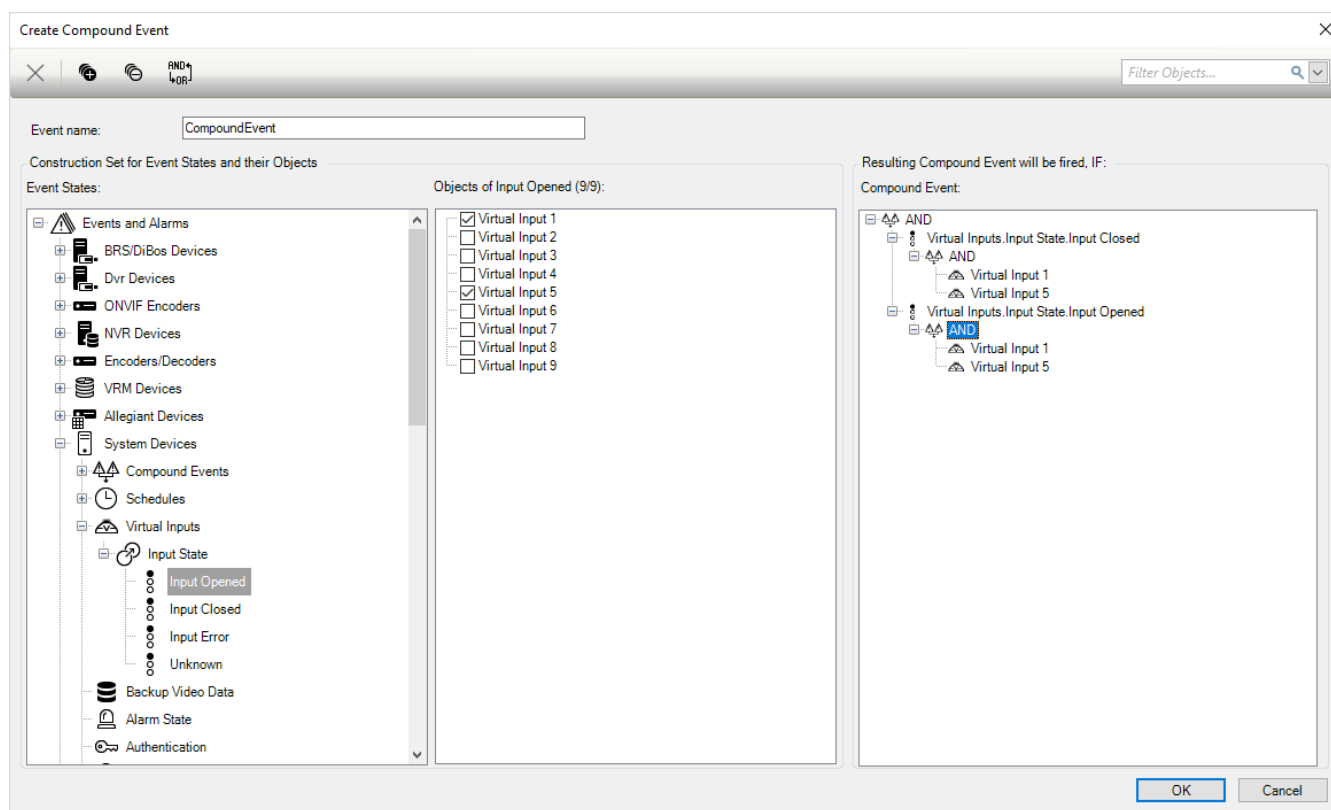 Create Compound Event
AND
OR
Filter Objects...
Event name:
CompoundEvent
Construction Set for Event States and their Objects
Event States:
Objects of Input Opened (9/9):
Events and Alarms
BRS/DiBos Devices
Dvr Devices
ONVIF Encoders
NVR Devices
Encoders/Decoders
VRM Devices
Allegiant Devices
System Devices
Compound Events
Schedules
Virtual Inputs
Input State
Input Opened
Input Closed
Input Error
Unknown
Backup Video Data
Alarm State
Authentication
Virtual Input 1
Virtual Input 2
Virtual Input 3
Virtual Input 4
Virtual Input 5
Virtual Input 6
Virtual Input 7
Virtual Input 8
Virtual Input 9
Resulting Compound Event will be fired, IF:
Compound Event:
AND
Virtual Inputs.Input State.Input Closed
AND
Virtual Input 1
Virtual Input 5
Virtual Inputs.Input State.Input Opened
AND
Virtual Input 1
Virtual Input 5
OK
Cancel